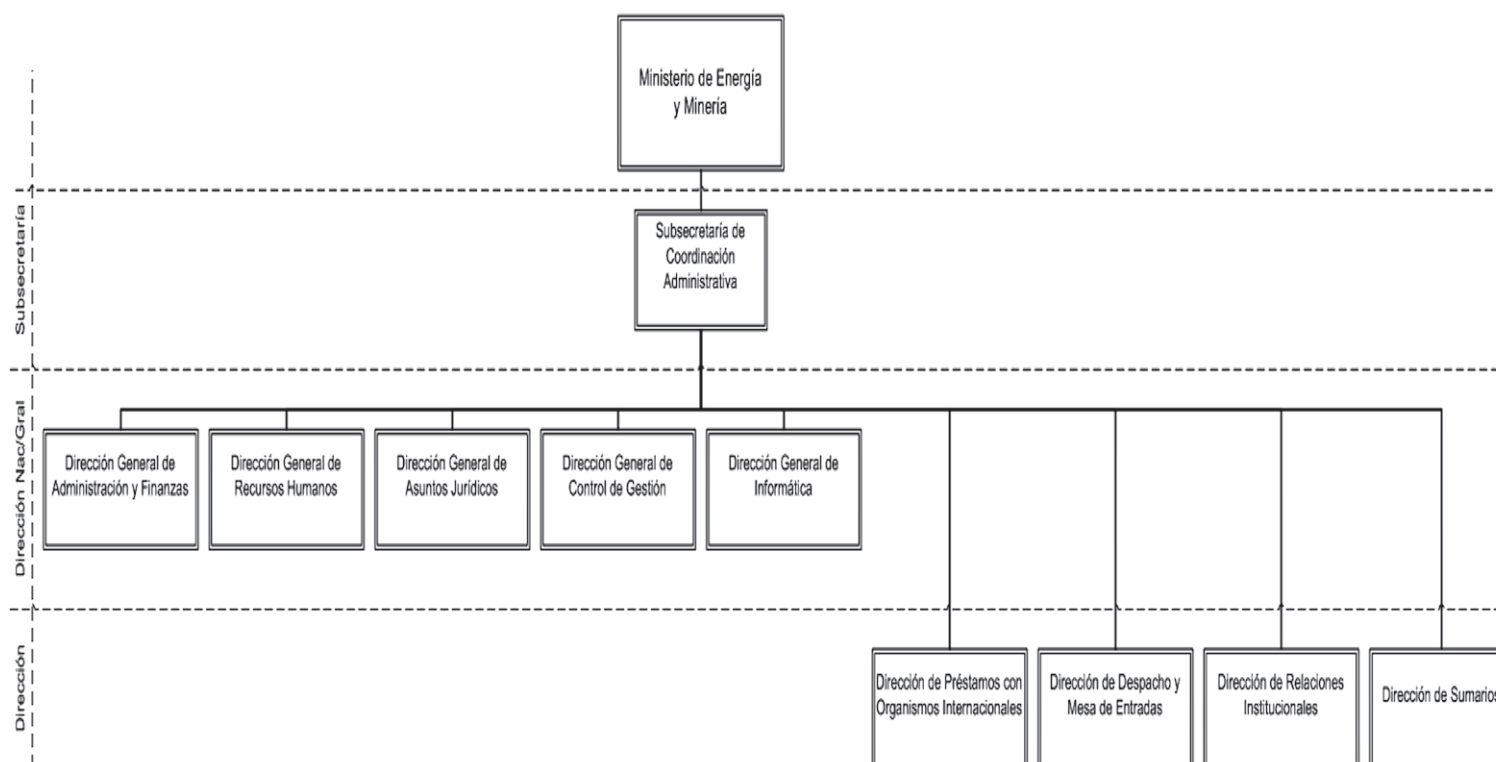 Ministerio de Energía
y Minería
Subsecretaría
Subsecretaría de
Coordinación
Administrativa
Dirección Nac/Gral
Dirección General de
Administración y Finanzas
Dirección General de
Recursos Humanos
Dirección General de
Asuntos Jurídicos
Dirección General de
Control de Gestión
Dirección General de
Informática
Dirección
Dirección de Préstamos con
Organismos Internacionales
Dirección de Despacho y
Mesa de Entradas
Dirección de Relaciones
Institucionales
Dirección de Sumarios